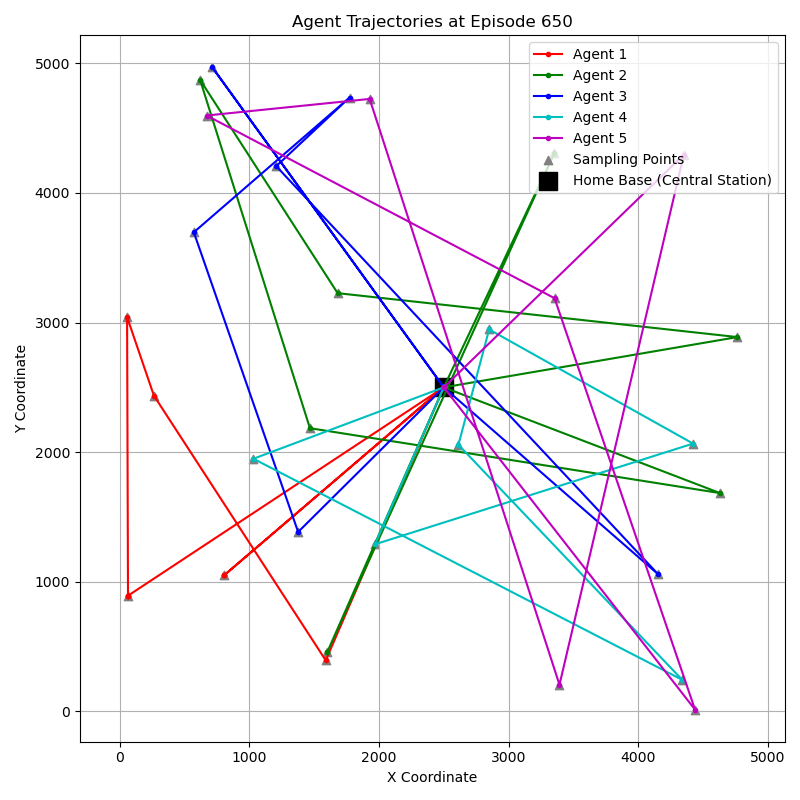 Agent Trajectories at Episode 650
Agent 1
Agent 2
Agent 3
Agent 4
Agent 5
Sampling Points
Home Base (Central Station)
Y Coordinate
5000
4000
3000
2000
1000
0
0 1000 2000 3000 4000 5000
X Coordinate